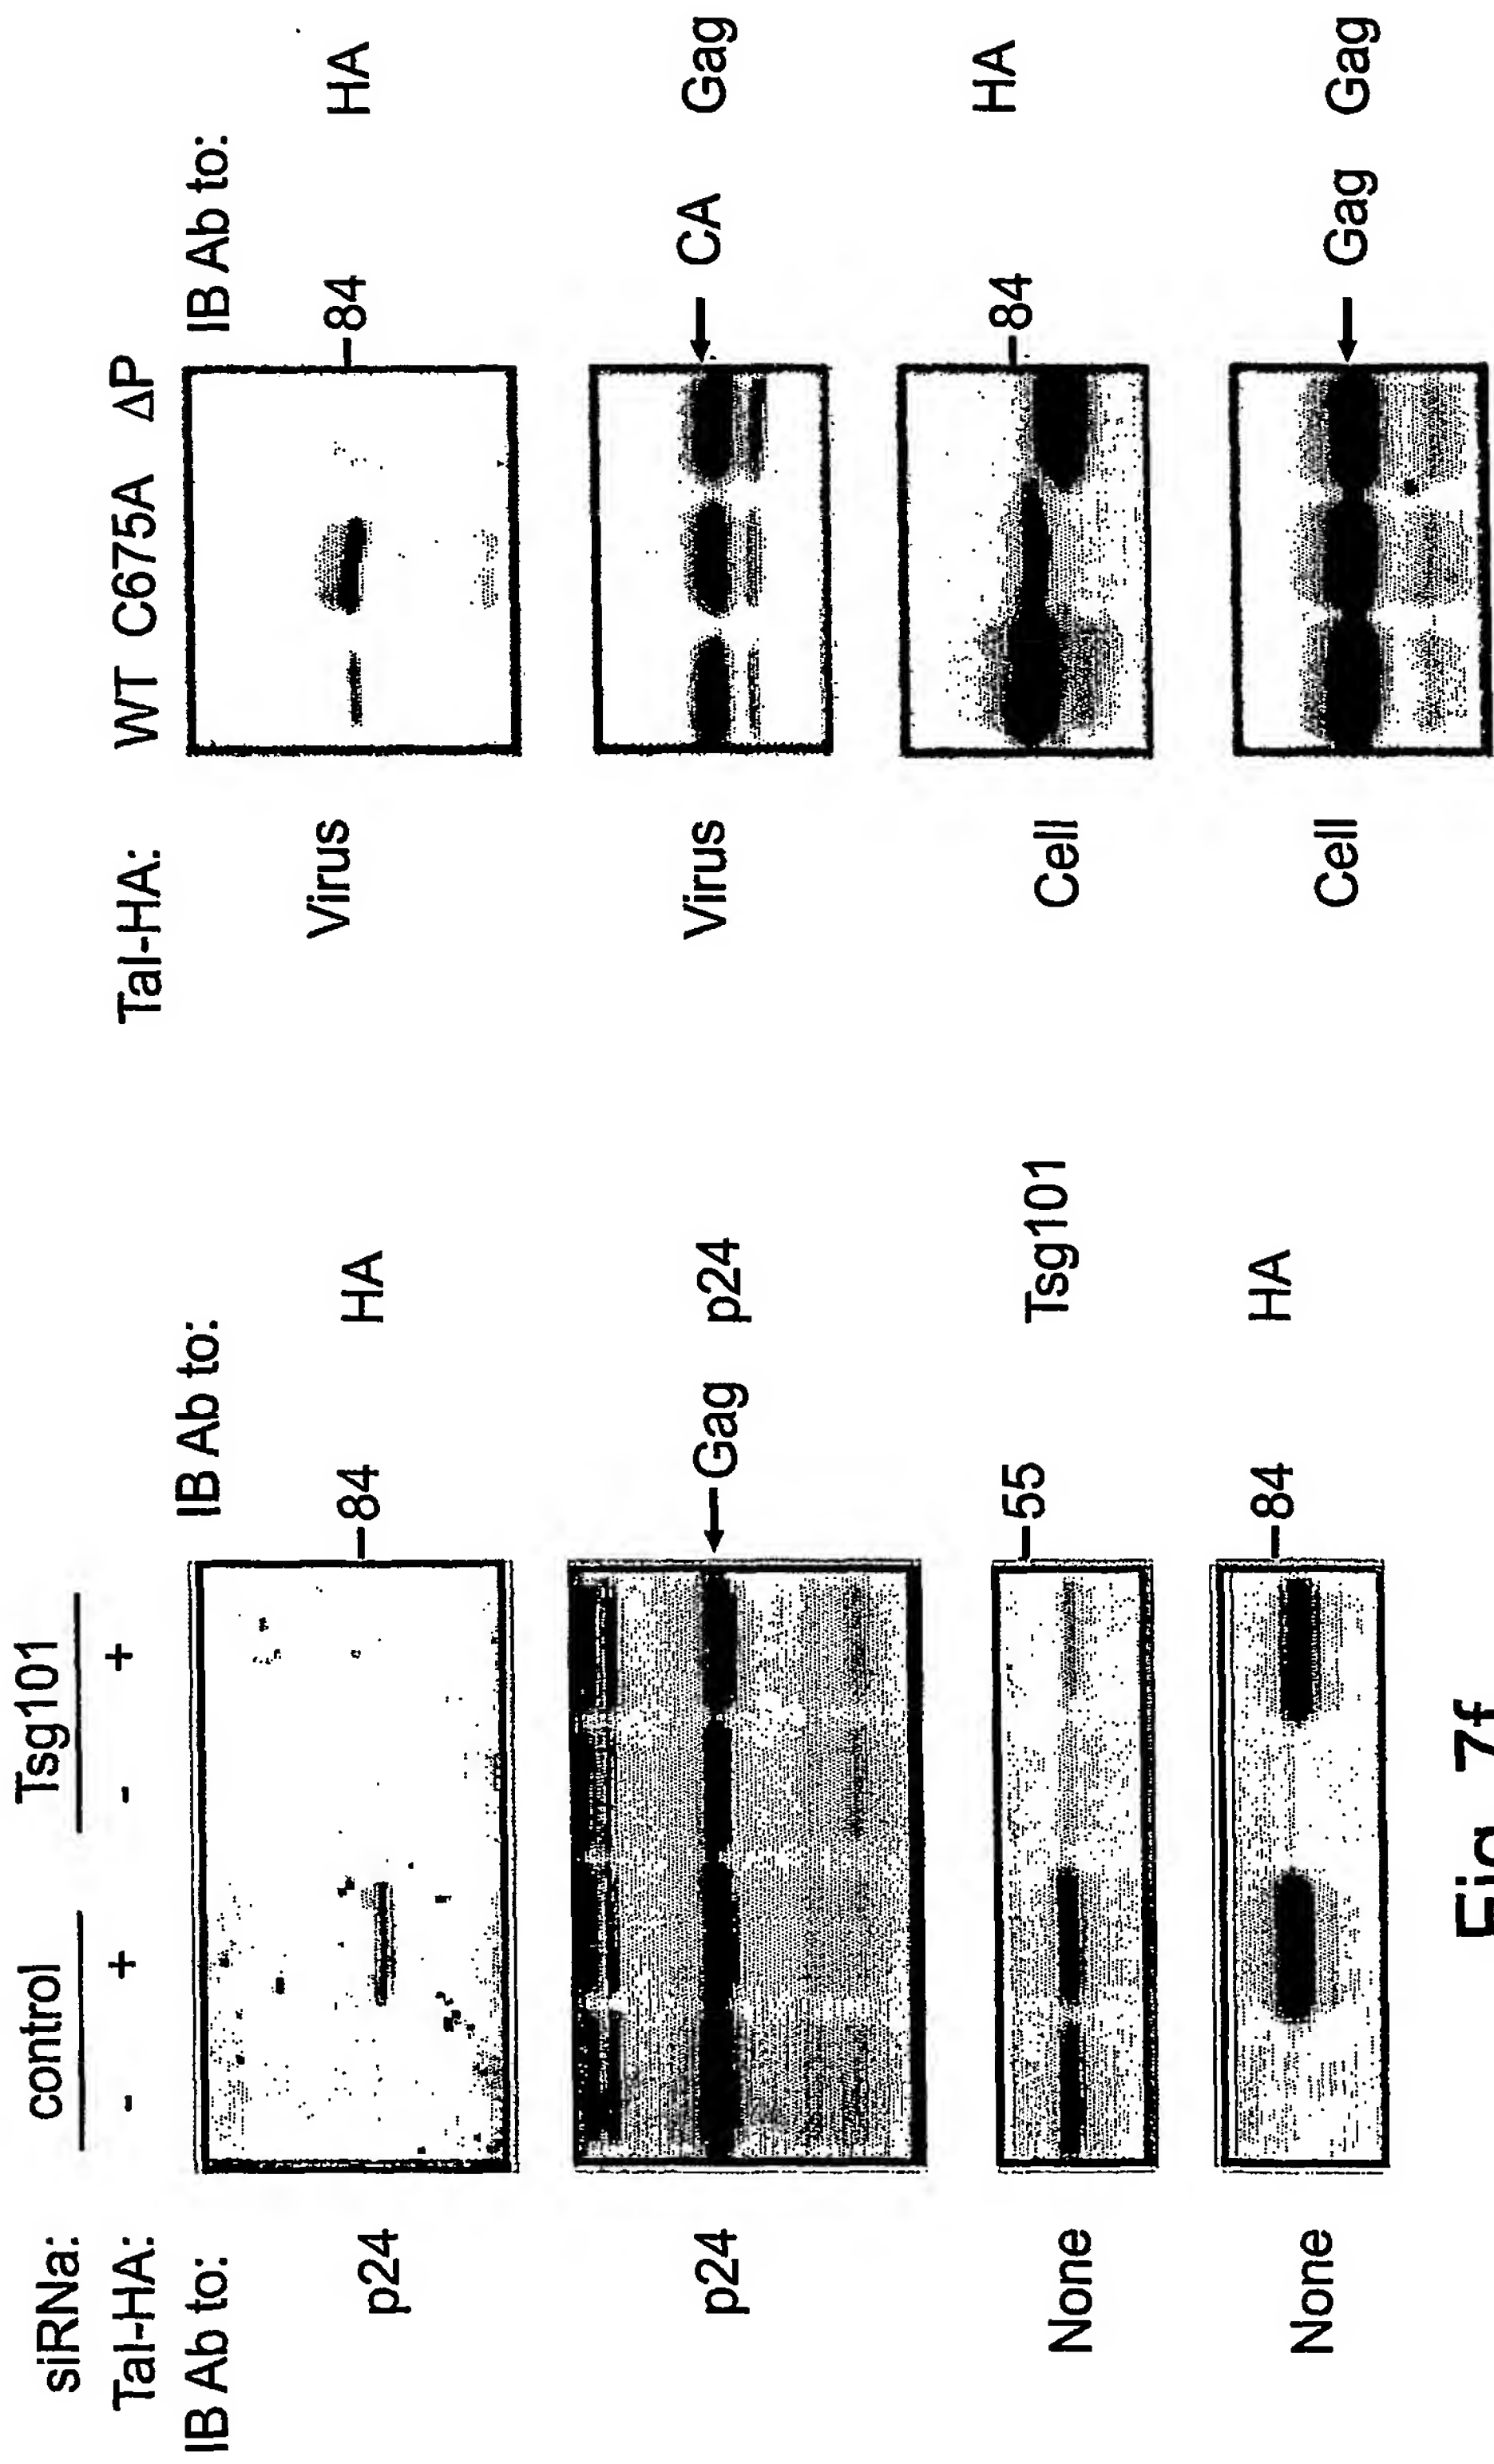 siRNa: control Tsg101
Tal-HA: - + - +
IB Ab to: IB Ab to:
p24 –84 HA
p24 ←Gag p24
None –55 Tsg101
None –84 HA
Fig. 7f
Tal-HA: WT C675A ΔP
IB Ab to:
Virus –84 HA
Virus ← CA Gag
Cell –84 HA
Cell ← Gag Gag